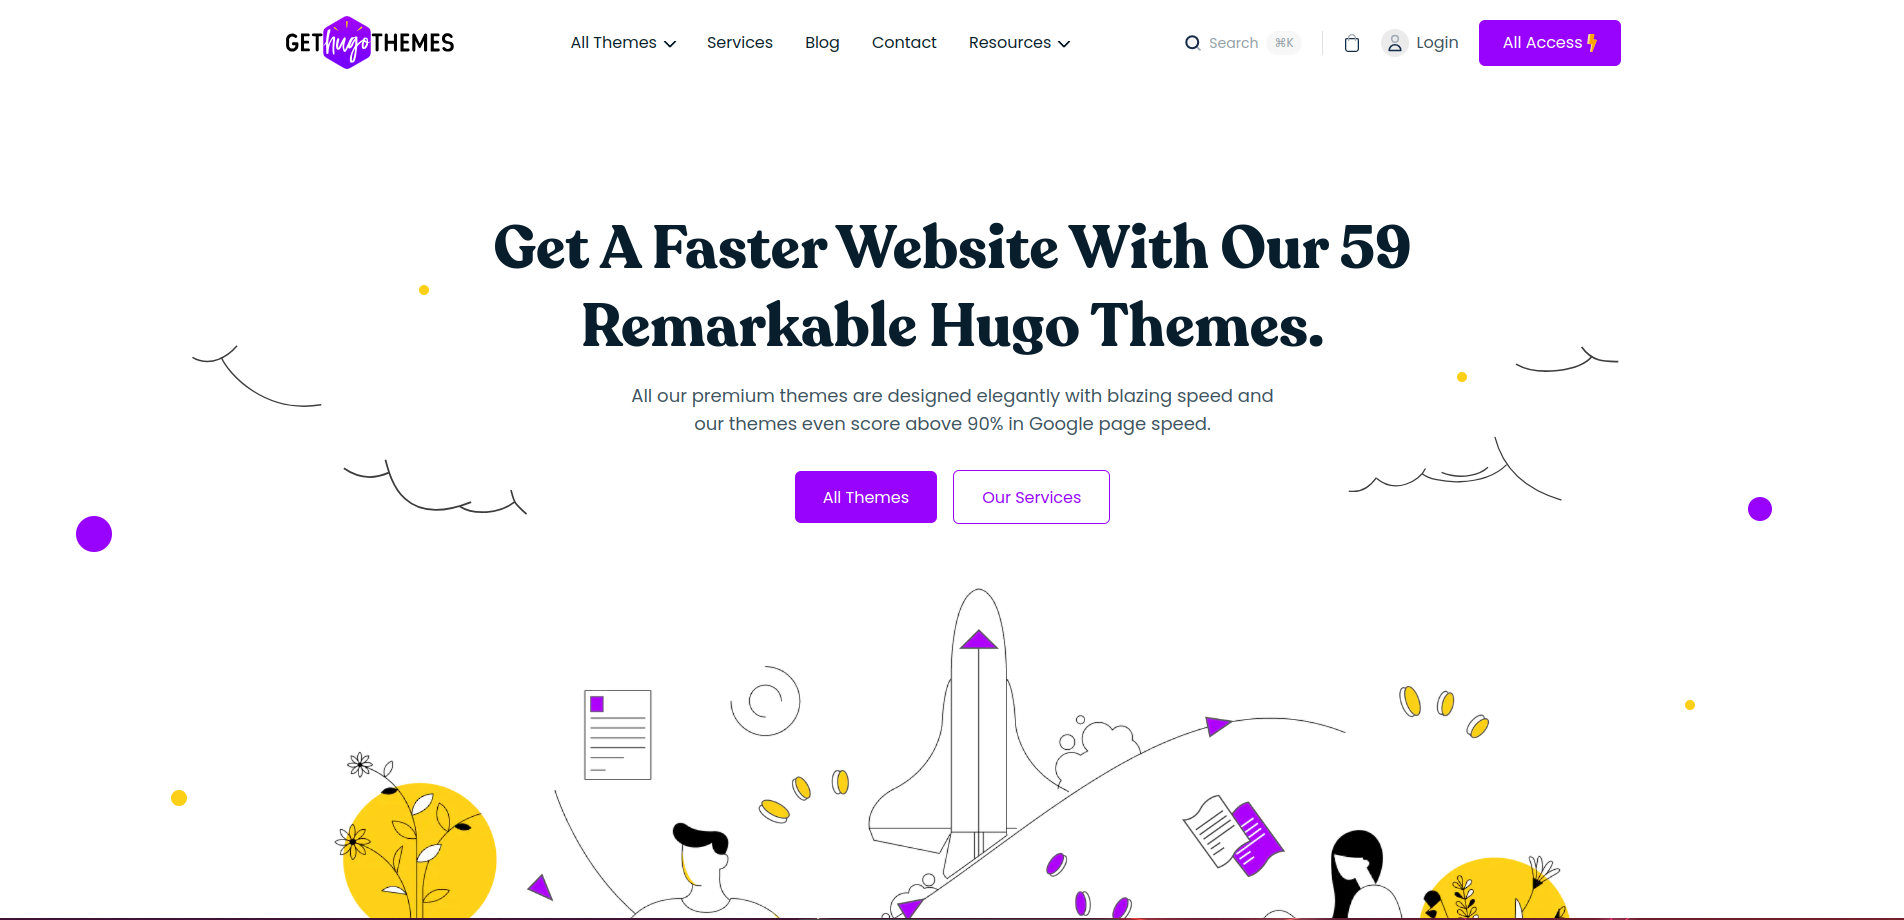 GET hugo THEMES
All Themes
Services
Blog
Contact
Resources
Search
⌘K
Login
All Access
Get A Faster Website With Our 59
Remarkable Hugo Themes.
All our premium themes are designed elegantly with blazing speed and
our themes even score above 90% in Google page speed.
All Themes
Our Services